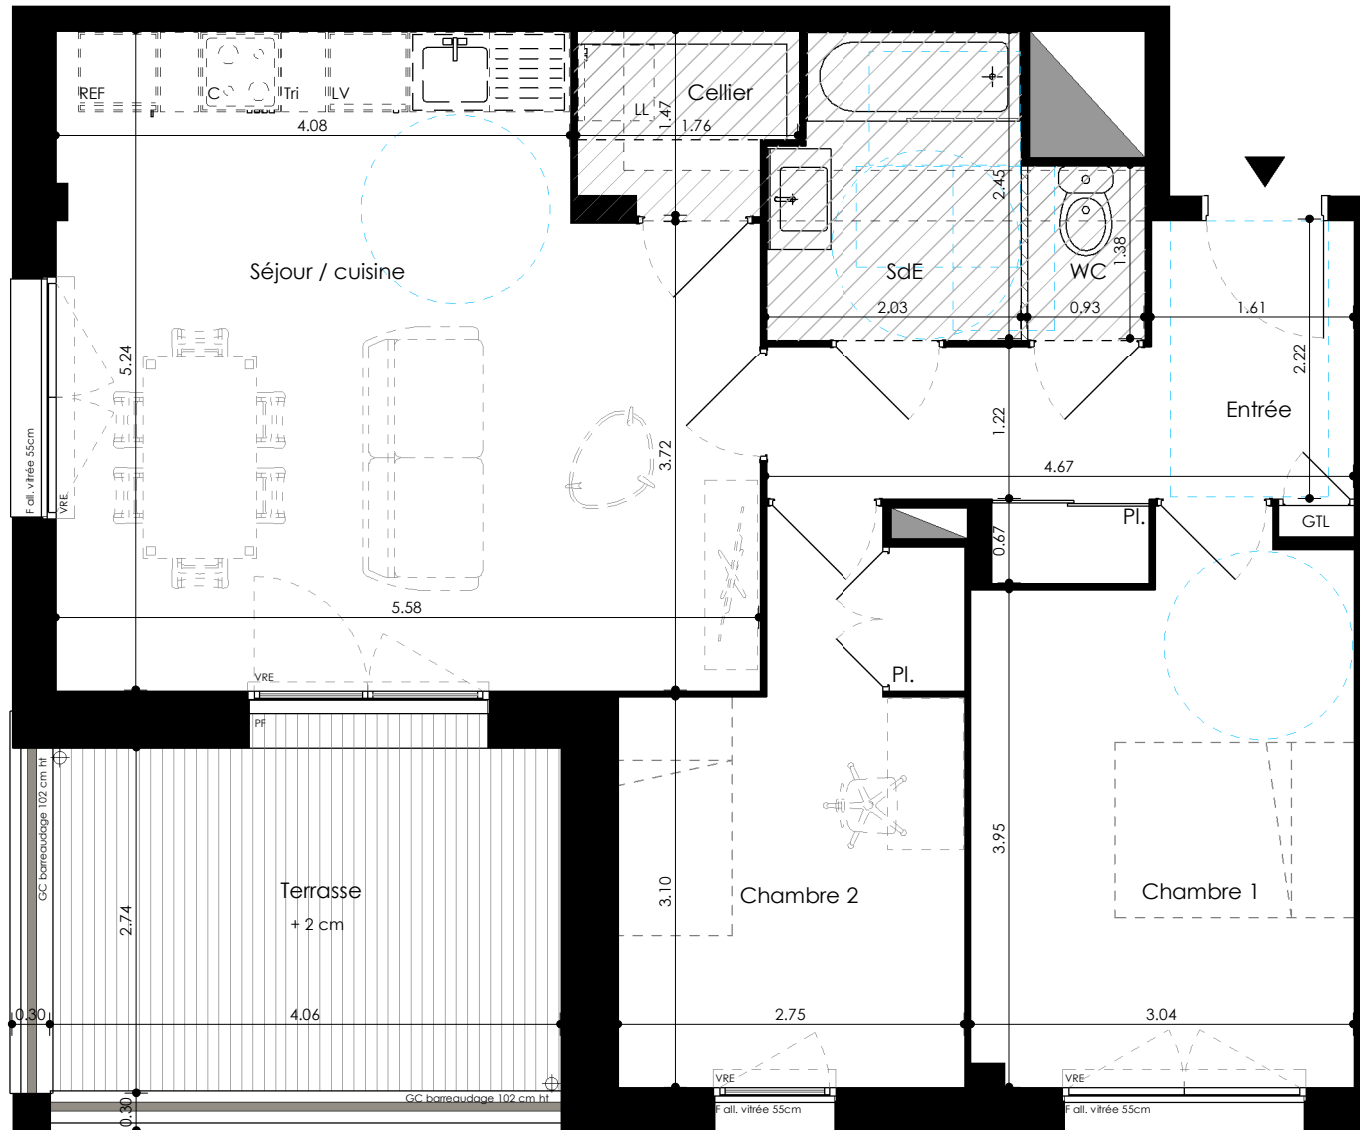 REF
C
Tri
LV
LL
Cellier
1.47
1.76
4.08
2.45
1.38
Séjour / cuisine
SdE
WC
2.03
0.93
1.61
2.22
5.24
3.72
1.22
Entrée
4.67
F all. vitrée 55cm
VRE
Pl.
GTL
0.67
5.58
VRE
PF
Pl.
GC barreaudage 102 cm ht
Terrasse
+ 2 cm
2.74
3.10
Chambre 2
3.95
Chambre 1
0.30
4.06
2.75
3.04
VRE
VRE
GC barreaudage 102 cm ht
0.30
F all. vitrée 55cm
F all. vitrée 55cm